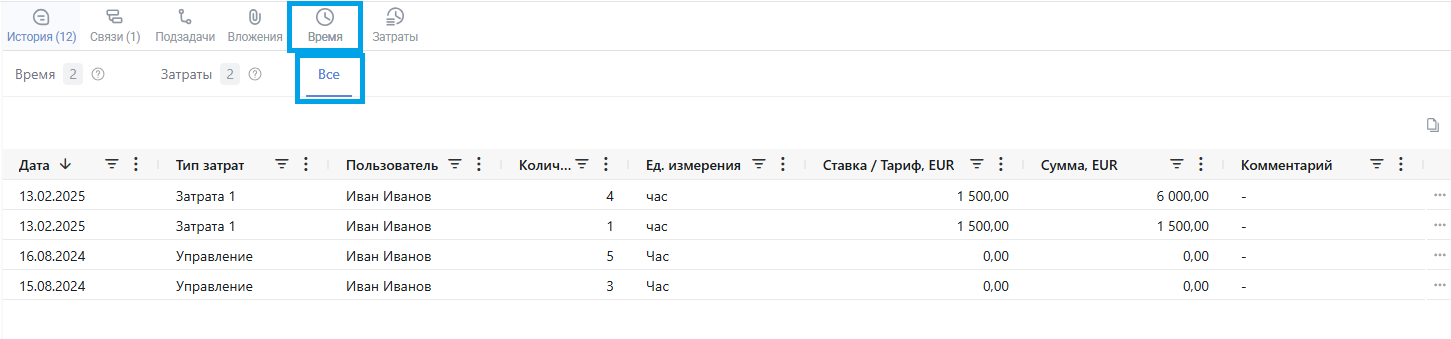 История (12) Связи (1) Подзадачи Вложения Время Затраты
Время 2 ? Затраты 2 ? Все
Дата Тип затрат Пользователь Колич... Ед. измерения Ставка / Тариф, EUR Сумма, EUR Комментарий
13.02.2025 Затрата 1 Иван Иванов 4 час 1 500,00 6 000,00 -
13.02.2025 Затрата 1 Иван Иванов 1 час 1 500,00 1 500,00 -
16.08.2024 Управление Иван Иванов 5 Час 0,00 0,00 -
15.08.2024 Управление Иван Иванов 3 Час 0,00 0,00 -